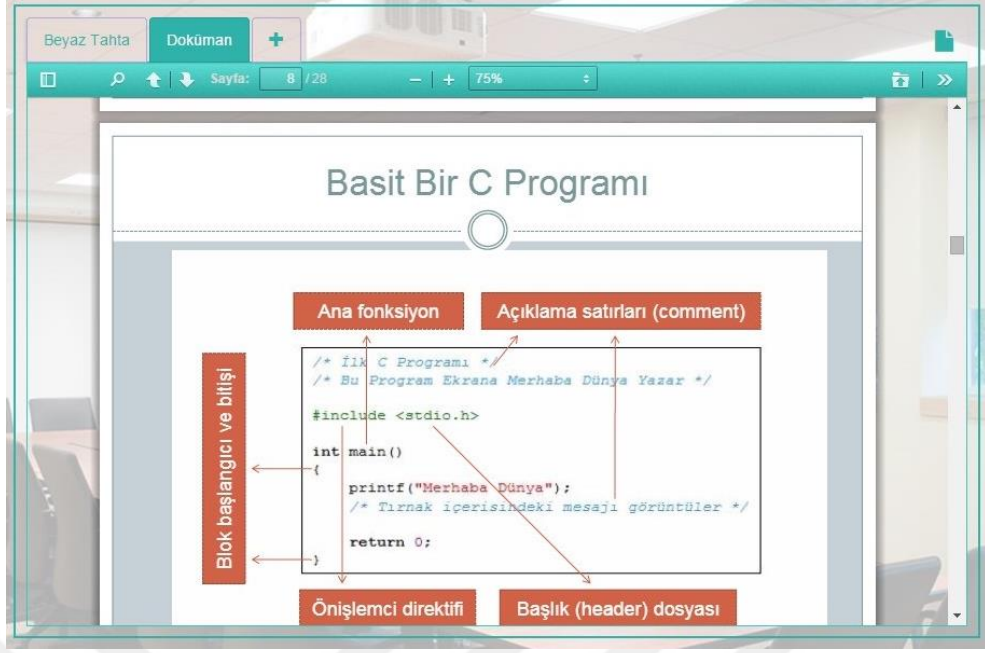 Beyaz Tahta
Doküman
+
Sayfa: 8 / 28
75%
Basit Bir C Programı
Ana fonksiyon
Açıklama satırları (comment)
Blok başlangıcı ve bitişi
/* İlk C Programı */
/* Bu Program Ekrana Merhaba Dünya Yazar */
#include <stdio.h>
int main()
{
printf("Merhaba Dünya");
/* Tırnak içerisindeki mesajı görüntüler */
return 0;
}
Önişlemci direktifi
Başlık (header) dosyası